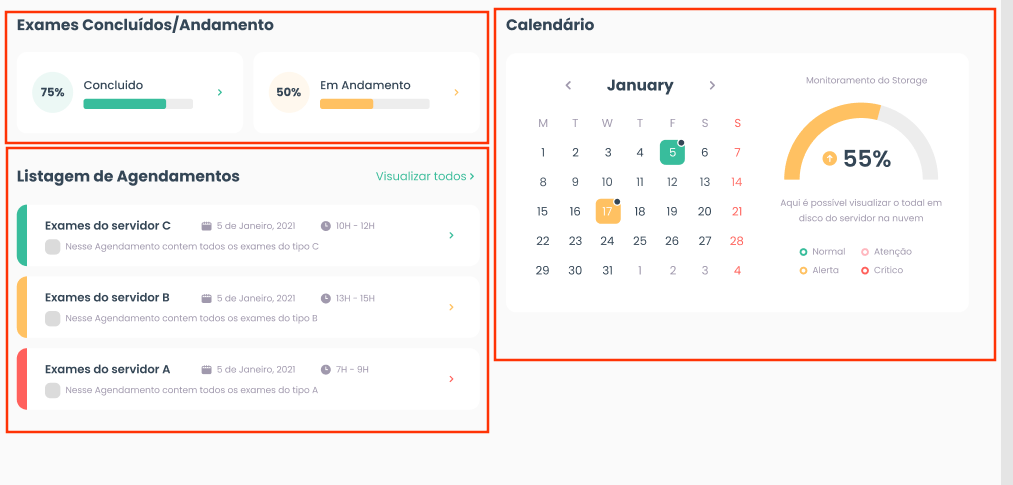 Exames Concluídos/Andamento
75%
Concluido
50%
Em Andamento
Listagem de Agendamentos
Visualizar todos
Exames do servidor C
5 de Janeiro, 2021
10H - 12H
Nesse Agendamento contem todos os exames do tipo C
Exames do servidor B
5 de Janeiro, 2021
13H - 15H
Nesse Agendamento contem todos os exames do tipo B
Exames do servidor A
5 de Janeiro, 2021
7H - 9H
Nesse Agendamento contem todos os exames do tipo A
Calendário
January
M T W T F S S
1 2 3 4 5 6 7
8 9 10 11 12 13 14
15 16 17 18 19 20 21
22 23 24 25 26 27 28
29 30 31 1 2 3 4
Monitoramento do Storage
55%
Aqui é possível visualizar o todal em
disco do servidor na nuvem
Normal
Atenção
Alerta
Crítico